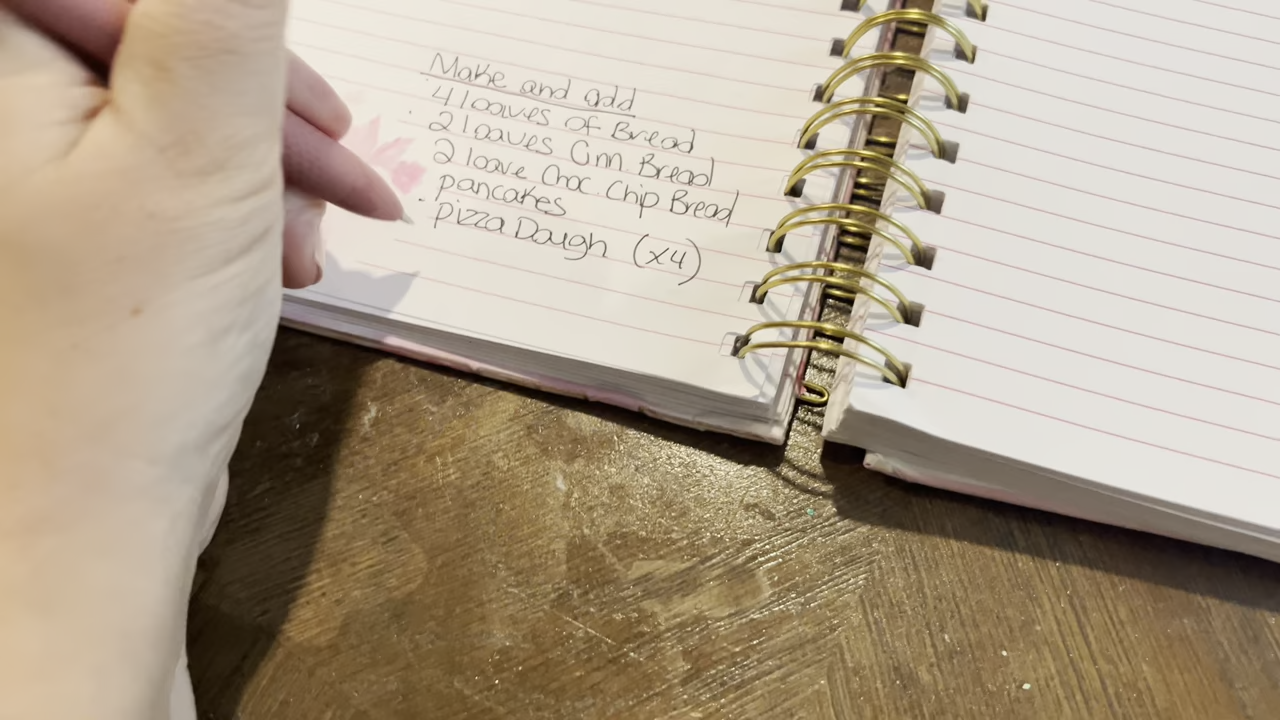 Make and add
· 4 loaves of Bread
· 2 loaves Cinn. Bread
2 loave Choc. Chip Bread
pancakes
· pizza Dough (x4)